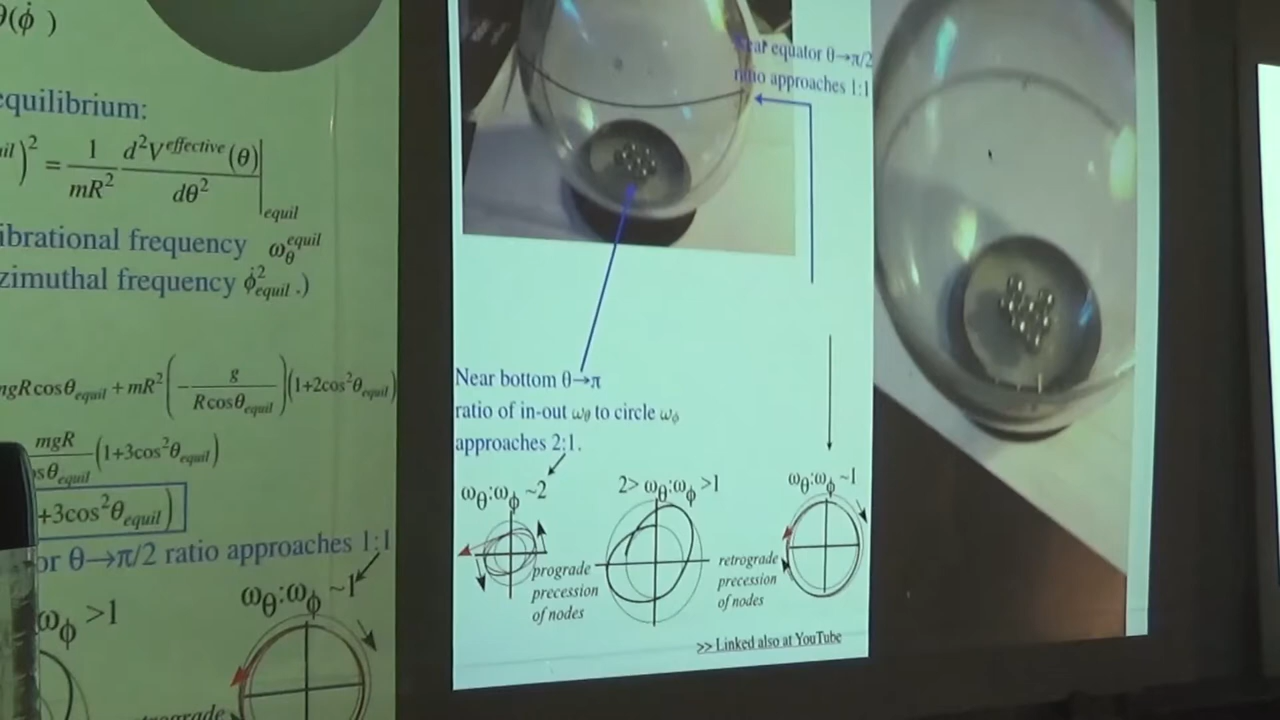 θ(ϕ̇ )
equilibrium:
)² = 1/mR² d²V^effective(θ)/dθ² |equil
vibrational frequency ω_θ^equil
azimuthal frequency ϕ̇²_equil .)
mgR cosθ_equil + mR² ( - g/(R cosθ_equil) ) (1+2cos²θ_equil)
mgR/cosθ_equil (1+3cos²θ_equil)
+3cos²θ_equil)
or θ→π/2 ratio approaches 1:1
ω_ϕ >1
ω_θ:ω_ϕ ~1
retrograde
Near equator θ→π/2
ratio approaches 1:1
Near bottom θ→π
ratio of in-out ω_θ to circle ω_ϕ
approaches 2:1.
ω_θ:ω_ϕ ~2
2> ω_θ:ω_ϕ >1
ω_θ:ω_ϕ ~1
prograde
precession
of nodes
retrograde
precession
of nodes
>> Linked also at YouTube